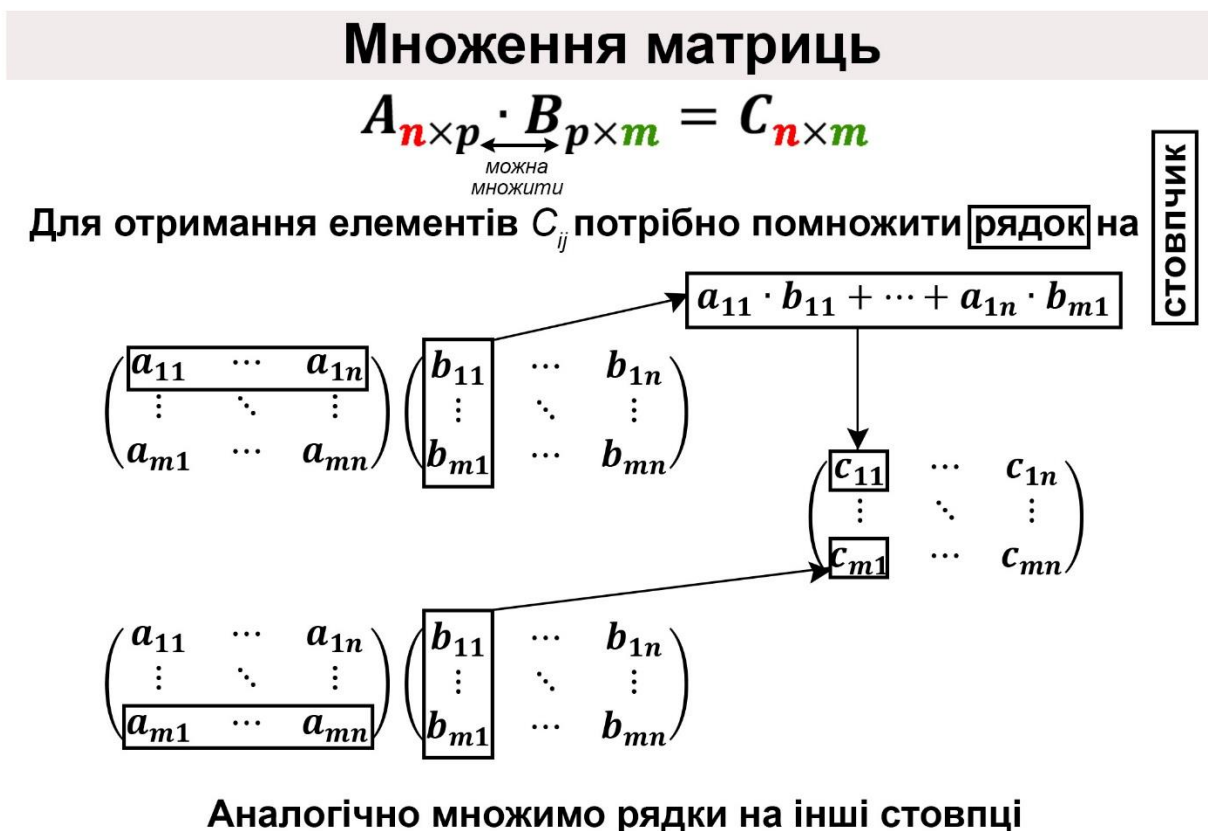 Множення матриць
A_{n×p} · B_{p×m} = C_{n×m}
можна
множити
Для отримання елементів C_{ij} потрібно помножити рядок на стовпчик
a_{11} · b_{11} + ⋯ + a_{1n} · b_{m1}
a_{11} ⋯ a_{1n} b_{11} ⋯ b_{1n}
⋮ ⋱ ⋮ ⋮ ⋱ ⋮
a_{m1} ⋯ a_{mn} b_{m1} ⋯ b_{mn}
c_{11} ⋯ c_{1n}
⋮ ⋱ ⋮
c_{m1} ⋯ c_{mn}
a_{11} ⋯ a_{1n} b_{11} ⋯ b_{1n}
⋮ ⋱ ⋮ ⋮ ⋱ ⋮
a_{m1} ⋯ a_{mn} b_{m1} ⋯ b_{mn}
Аналогічно множимо рядки на інші стовпці